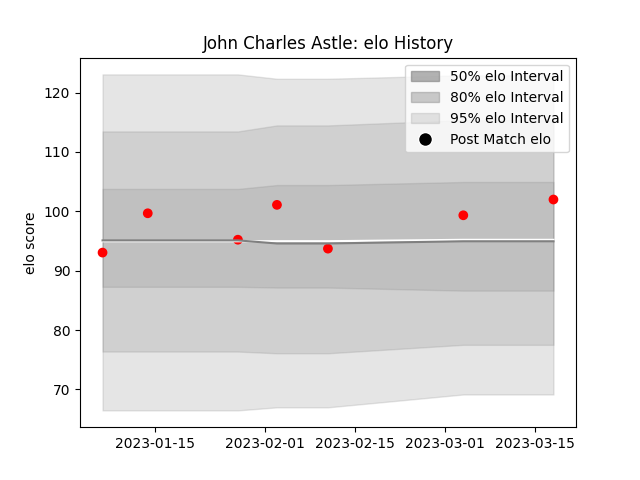 John Charles Astle: elo History
50% elo Interval
80% elo Interval
95% elo Interval
Post Match elo
elo score
120
110
100
90
80
70
2023-01-15
2023-02-01
2023-02-15
2023-03-01
2023-03-15